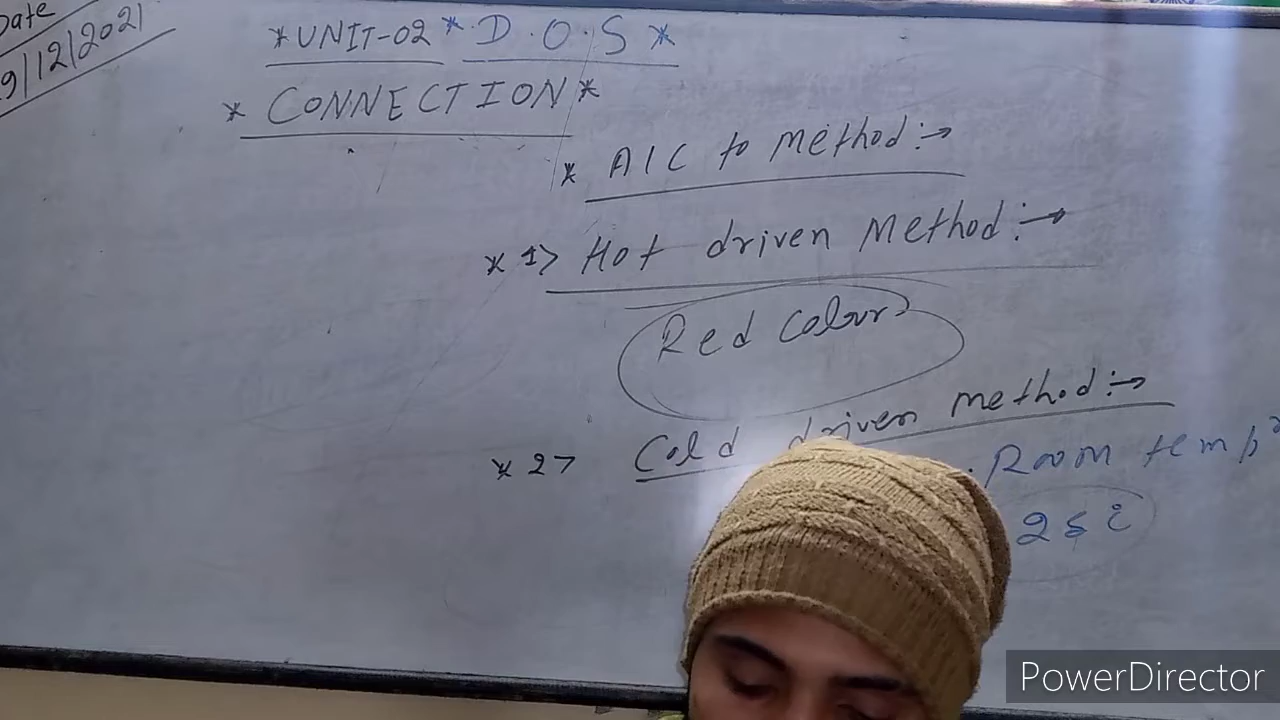 Date
9/12/2021
*UNIT-02 * D.O.S *
* CONNECTION *
* A/C to Method:→
* 1> Hot driven Method:→
Red Colour
* 2> Cold driven method:→
Room temp
PowerDirector